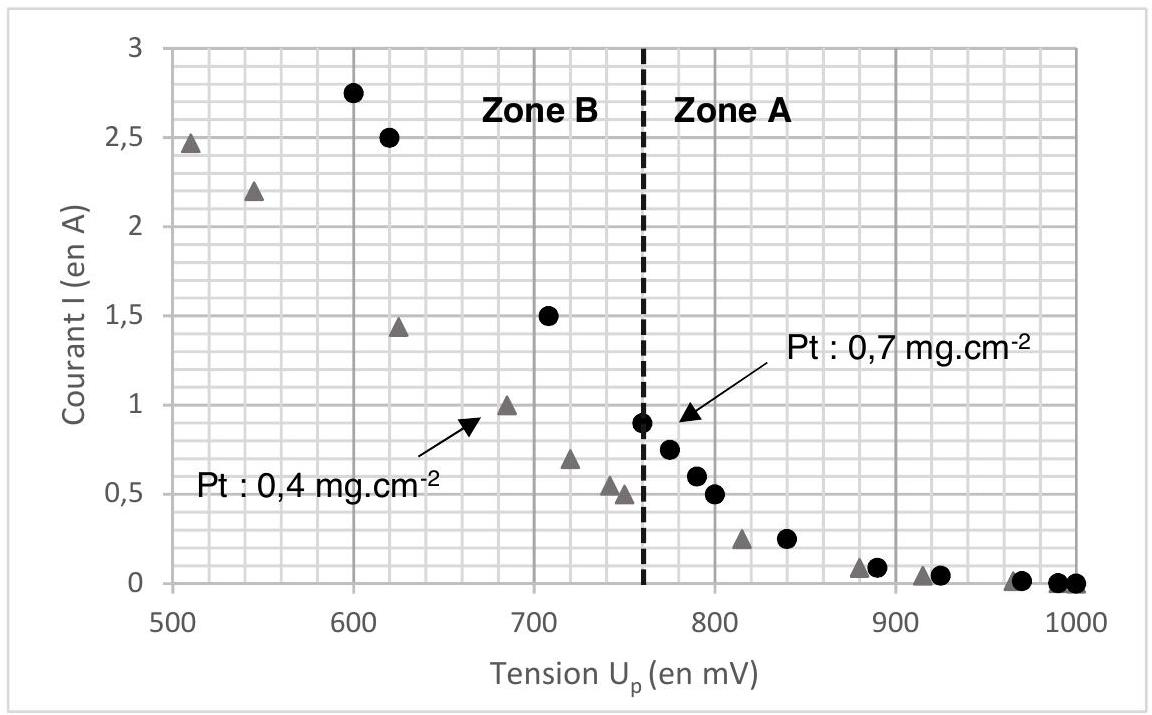 3
Zone B Zone A
2,5
2
Courant I (en A)
1,5
Pt : 0,7 mg.cm-2
1
Pt : 0,4 mg.cm-2
0,5
0
500 600 700 800 900 1000
Tension Up (en mV)